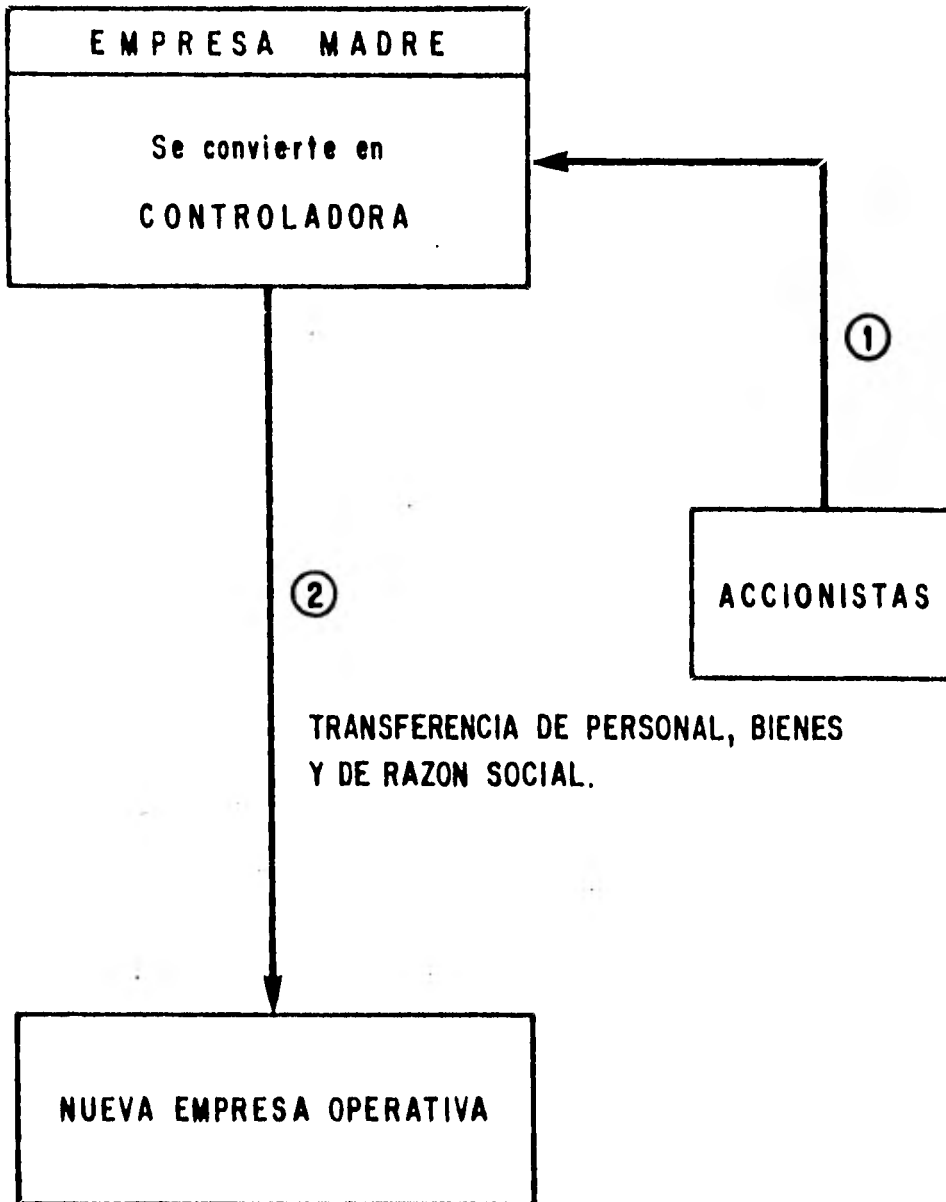 EMPRESA MADRE
Se convierte en
CONTROLADORA
①
ACCIONISTAS
②
TRANSFERENCIA DE PERSONAL, BIENES
Y DE RAZON SOCIAL.
NUEVA EMPRESA OPERATIVA